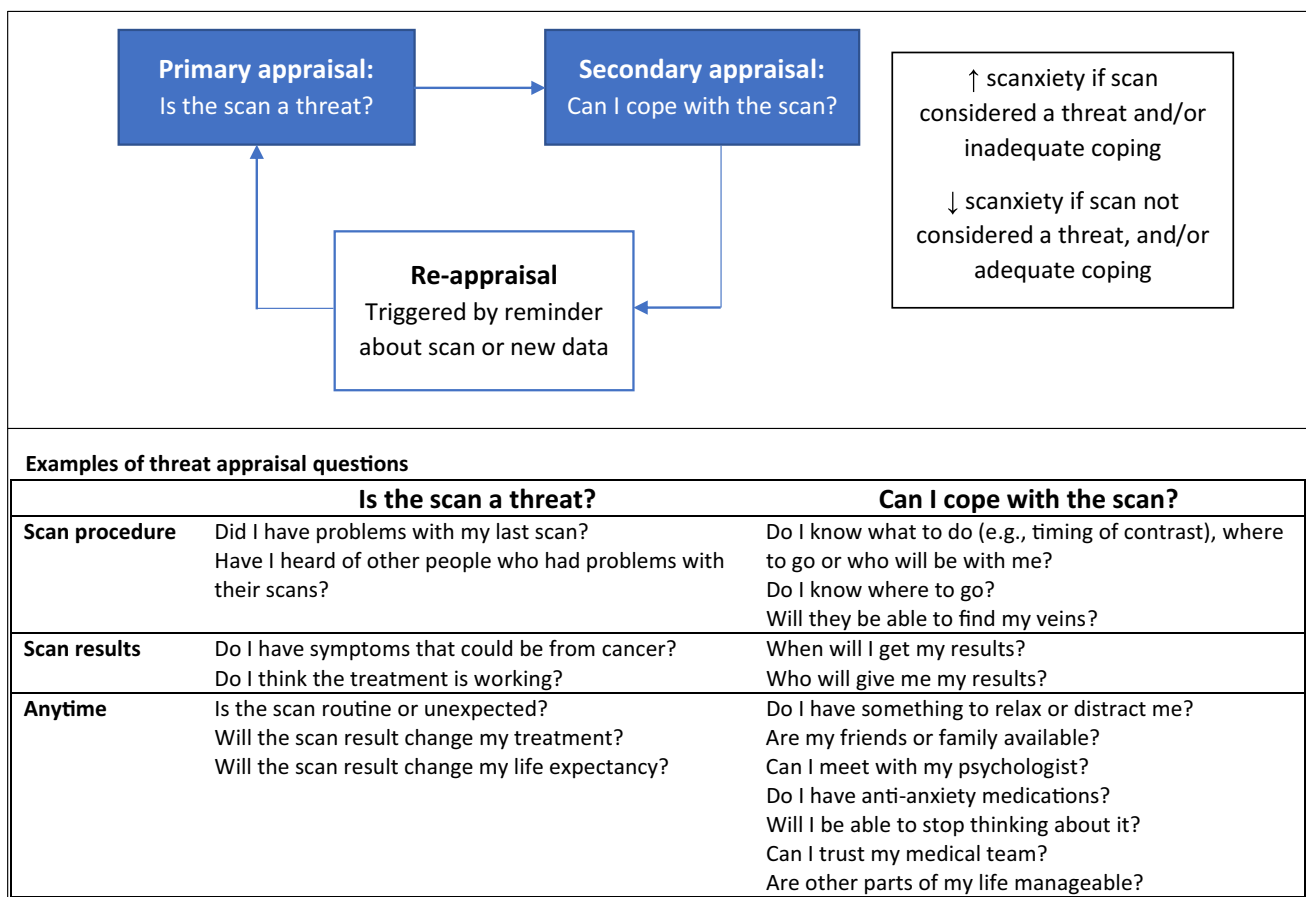 Primary appraisal:
Is the scan a threat?
Secondary appraisal:
Can I cope with the scan?
↑ scanxiety if scan
considered a threat and/or
inadequate coping
↓ scanxiety if scan not
considered a threat, and/or
adequate coping
Re-appraisal
Triggered by reminder
about scan or new data
Examples of threat appraisal questions
Is the scan a threat? Can I cope with the scan?
Scan procedure
Did I have problems with my last scan?
Have I heard of other people who had problems with
their scans?
Do I know what to do (e.g., timing of contrast), where
to go or who will be with me?
Do I know where to go?
Will they be able to find my veins?
Scan results
Do I have symptoms that could be from cancer?
Do I think the treatment is working?
When will I get my results?
Who will give me my results?
Anytime
Is the scan routine or unexpected?
Will the scan result change my treatment?
Will the scan result change my life expectancy?
Do I have something to relax or distract me?
Are my friends or family available?
Can I meet with my psychologist?
Do I have anti-anxiety medications?
Will I be able to stop thinking about it?
Can I trust my medical team?
Are other parts of my life manageable?